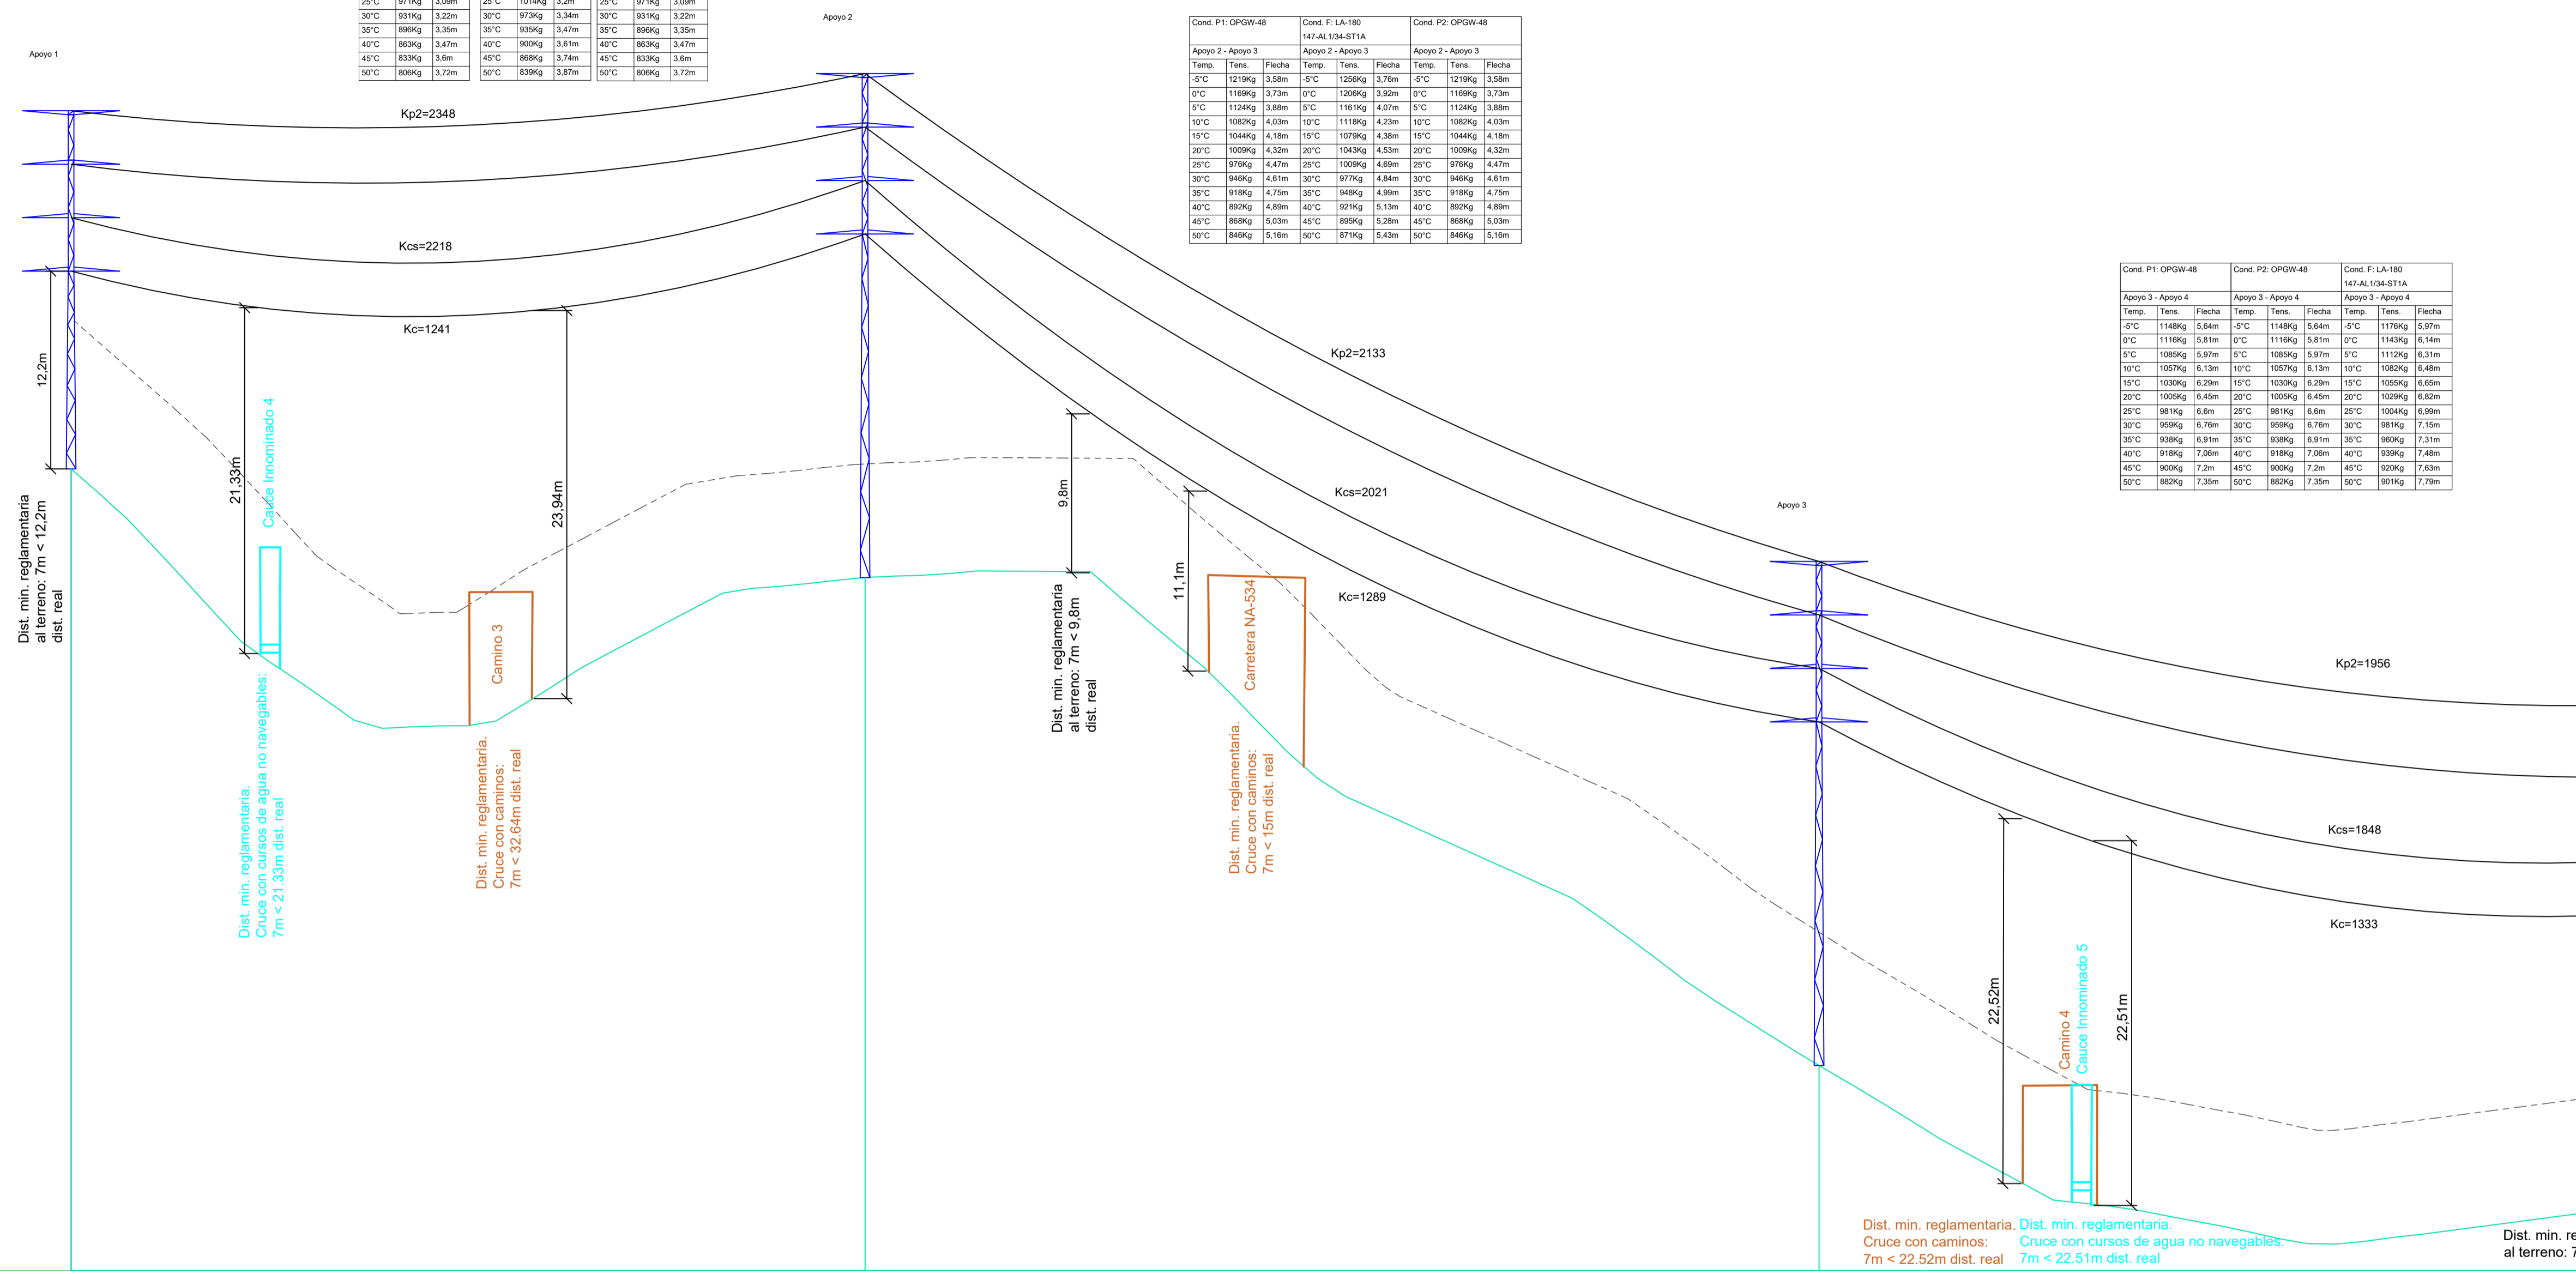 25°C 971Kg 3,09m 25°C 1014Kg 3,2m 25°C 971Kg 3,09m
30°C 931Kg 3,22m 30°C 973Kg 3,34m 30°C 931Kg 3,22m
35°C 896Kg 3,35m 35°C 935Kg 3,47m 35°C 896Kg 3,35m
40°C 863Kg 3,47m 40°C 900Kg 3,61m 40°C 863Kg 3,47m
45°C 833Kg 3,6m 45°C 868Kg 3,74m 45°C 833Kg 3,6m
50°C 806Kg 3,72m 50°C 839Kg 3,87m 50°C 806Kg 3,72m
Apoyo 1
Apoyo 2
Cond. P1: OPGW-48 Cond. F: LA-180 Cond. P2: OPGW-48
147-AL1/34-ST1A
Apoyo 2 - Apoyo 3 Apoyo 2 - Apoyo 3 Apoyo 2 - Apoyo 3
Temp. Tens. Flecha Temp. Tens. Flecha Temp. Tens. Flecha
-5°C 1219Kg 3,58m -5°C 1256Kg 3,76m -5°C 1219Kg 3,58m
0°C 1169Kg 3,73m 0°C 1206Kg 3,92m 0°C 1169Kg 3,73m
5°C 1124Kg 3,88m 5°C 1161Kg 4,07m 5°C 1124Kg 3,88m
10°C 1082Kg 4,03m 10°C 1118Kg 4,23m 10°C 1082Kg 4,03m
15°C 1044Kg 4,18m 15°C 1079Kg 4,38m 15°C 1044Kg 4,18m
20°C 1009Kg 4,32m 20°C 1043Kg 4,53m 20°C 1009Kg 4,32m
25°C 976Kg 4,47m 25°C 1009Kg 4,69m 25°C 976Kg 4,47m
30°C 946Kg 4,61m 30°C 977Kg 4,84m 30°C 946Kg 4,61m
35°C 918Kg 4,75m 35°C 948Kg 4,99m 35°C 918Kg 4,75m
40°C 892Kg 4,89m 40°C 921Kg 5,13m 40°C 892Kg 4,89m
45°C 868Kg 5,03m 45°C 895Kg 5,28m 45°C 868Kg 5,03m
50°C 846Kg 5,16m 50°C 871Kg 5,43m 50°C 846Kg 5,16m
Cond. P1: OPGW-48 Cond. P2: OPGW-48 Cond. F: LA-180
147-AL1/34-ST1A
Apoyo 3 - Apoyo 4 Apoyo 3 - Apoyo 4 Apoyo 3 - Apoyo 4
Temp. Tens. Flecha Temp. Tens. Flecha Temp. Tens. Flecha
-5°C 1148Kg 5,64m -5°C 1148Kg 5,64m -5°C 1176Kg 5,97m
0°C 1116Kg 5,81m 0°C 1116Kg 5,81m 0°C 1143Kg 6,14m
5°C 1085Kg 5,97m 5°C 1085Kg 5,97m 5°C 1112Kg 6,31m
10°C 1057Kg 6,13m 10°C 1057Kg 6,13m 10°C 1082Kg 6,48m
15°C 1030Kg 6,29m 15°C 1030Kg 6,29m 15°C 1055Kg 6,65m
20°C 1005Kg 6,45m 20°C 1005Kg 6,45m 20°C 1029Kg 6,82m
25°C 981Kg 6,6m 25°C 981Kg 6,6m 25°C 1004Kg 6,99m
30°C 959Kg 6,76m 30°C 959Kg 6,76m 30°C 981Kg 7,15m
35°C 938Kg 6,91m 35°C 938Kg 6,91m 35°C 960Kg 7,31m
40°C 918Kg 7,06m 40°C 918Kg 7,06m 40°C 939Kg 7,48m
45°C 900Kg 7,2m 45°C 900Kg 7,2m 45°C 920Kg 7,63m
50°C 882Kg 7,35m 50°C 882Kg 7,35m 50°C 901Kg 7,79m
Kp2=2348
Kcs=2218
Kc=1241
Kp2=2133
Kcs=2021
Kc=1289
Apoyo 3
Kp2=1956
Kcs=1848
Kc=1333
12,2m
Dist. min. reglamentaria
al terreno: 7m < 12,2m
dist. real
21,33m
Cauce Innominado 4
Dist. min. reglamentaria.
Cruce con cursos de agua no navegables:
7m < 21.33m dist. real
Camino 3
23,94m
Dist. min. reglamentaria.
Cruce con caminos:
7m < 32.64m dist. real
9,8m
Dist. min. reglamentaria
al terreno: 7m < 9,8m
dist. real
11,1m
Carretera NA-534
Dist. min. reglamentaria.
Cruce con caminos:
7m < 15m dist. real
22,52m
Camino 4
Cauce Innominado 5
22,51m
Dist. min. reglamentaria.
Cruce con caminos:
7m < 22.52m dist. real
Dist. min. reglamentaria.
Cruce con cursos de agua no navegables:
7m < 22.51m dist. real
Dist. min. re
al terreno: 7